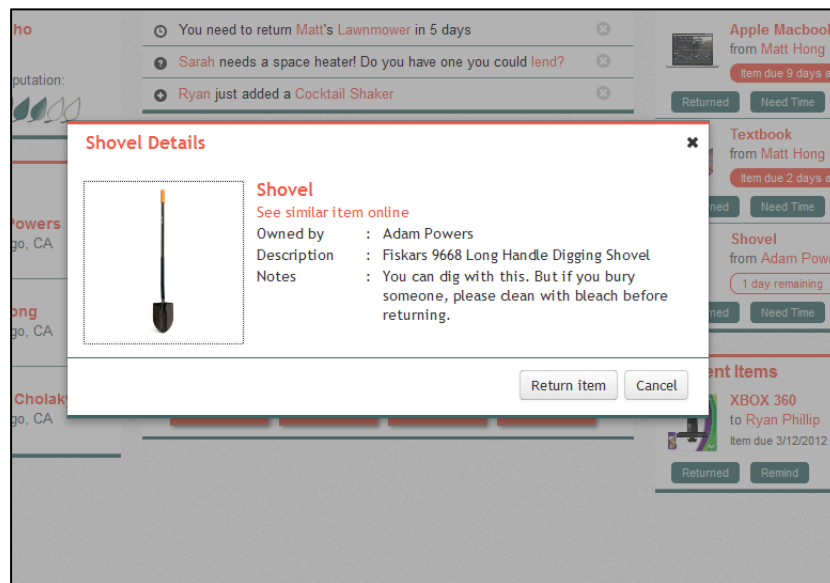 ho
putation:
You need to return Matt's Lawnmower in 5 days
Sarah needs a space heater! Do you have one you could lend?
Ryan just added a Cocktail Shaker
Apple Macbook
from Matt Hong
Item due 9 days a
Returned
Need Time
Textbook
from Matt Hong
Item due 2 days a
ned
Need Time
Shovel
from Adam Powe
1 day remaining
ned
Need Time
Powers
go, CA
ong
go, CA
Cholak
go, CA
Shovel Details
Shovel
See similar item online
Owned by : Adam Powers
Description : Fiskars 9668 Long Handle Digging Shovel
Notes : You can dig with this. But if you bury
someone, please clean with bleach before
returning.
Return item
Cancel
ent Items
XBOX 360
to Ryan Phillip
Item due 3/12/2012
Returned
Remind